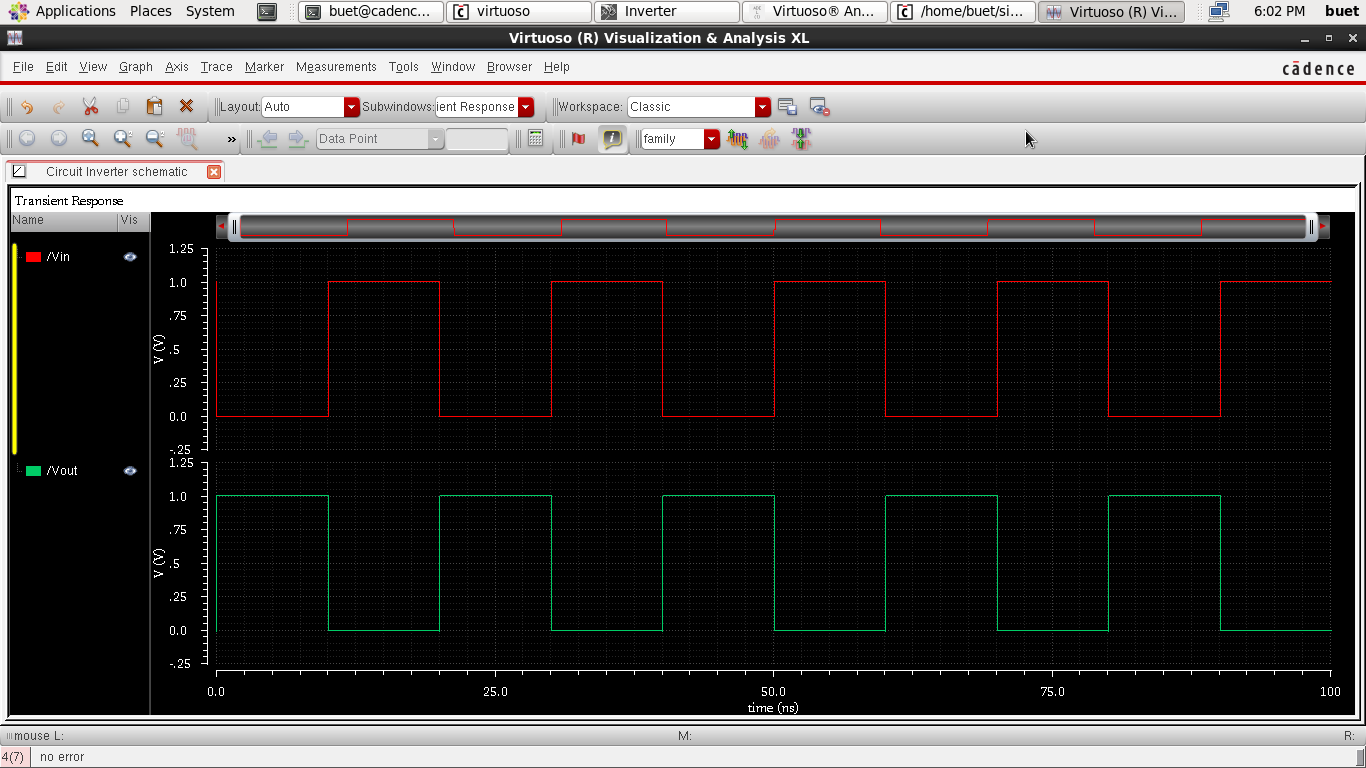 Applications Places System buet@cadenc... virtuoso Inverter Virtuoso® An... /home/buet/si... Virtuoso (R) Vi... 6:02 PM buet
Virtuoso (R) Visualization & Analysis XL
File Edit View Graph Axis Trace Marker Measurements Tools Window Browser Help cādence
Layout: Auto Subwindows: ient Response Workspace: Classic
» Data Point family
Circuit Inverter schematic
Transient Response
Name Vis
/Vin
1.25
1.0
.75
.5
.25
0.0
-.25
V (V)
/Vout
1.25
1.0
.75
.5
.25
0.0
-.25
V (V)
0.0 25.0 50.0 75.0 100
time (ns)
mouse L: M: R:
4(7) no error